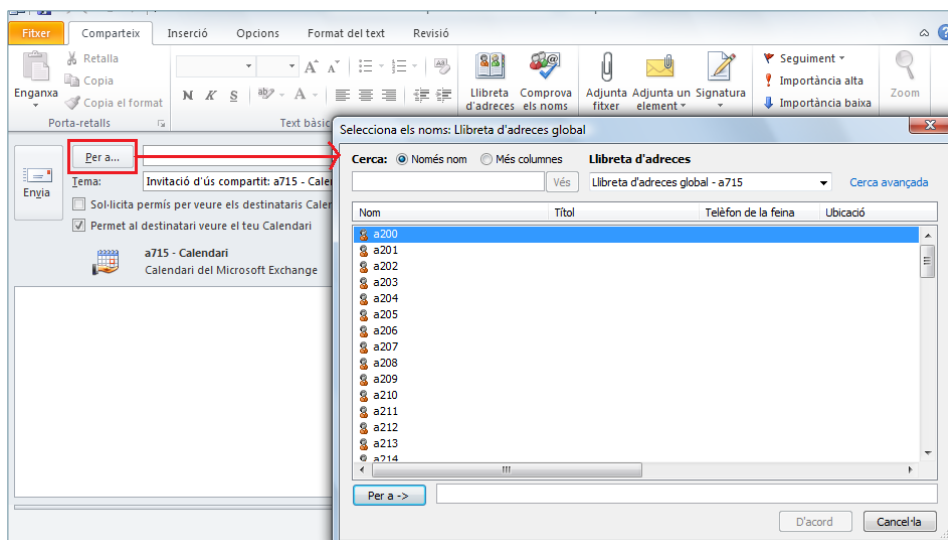 Fitxer Comparteix Inserció Opcions Format del text Revisió
Enganxa
Retalla
Copia
Copia el format
Porta-retalls
N K S
Text bàsic
Llibreta d'adreces
Comprova els noms
Adjunta fitxer
Adjunta un element
Signatura
Seguiment
Importància alta
Importància baixa
Zoom
Envia
Per a...
Tema: Invitació d'ús compartit: a715 - Caler
Sol·licita permís per veure els destinataris Caler
Permet al destinatari veure el teu Calendari
a715 - Calendari
Calendari del Microsoft Exchange
Selecciona els noms: Llibreta d'adreces global
Cerca: Només nom Més columnes Llibreta d'adreces
Vés Llibreta d'adreces global - a715 Cerca avançada
Nom Títol Telèfon de la feina Ubicació
a200
a201
a202
a203
a204
a205
a206
a207
a208
a209
a210
a211
a212
a213
a214
Per a ->
D'acord Cancel·la